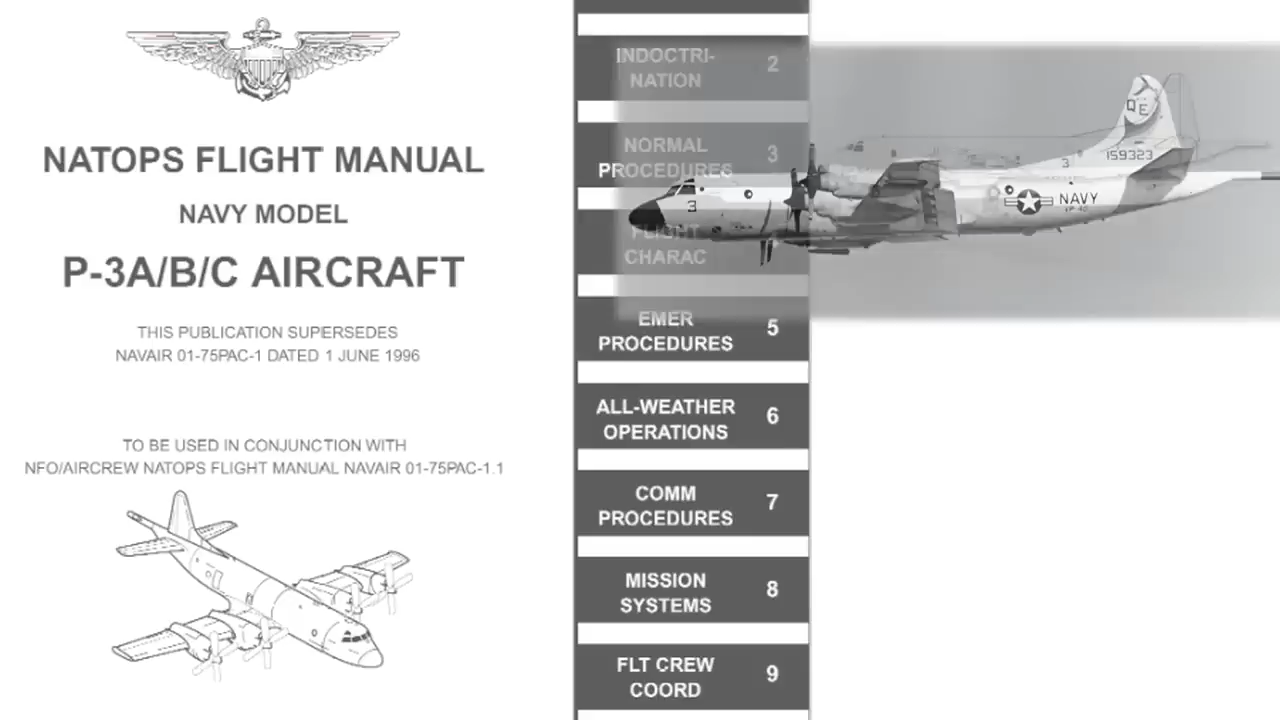 NATOPS FLIGHT MANUAL
NAVY MODEL
P-3A/B/C AIRCRAFT
THIS PUBLICATION SUPERSEDES
NAVAIR 01-75PAC-1 DATED 1 JUNE 1996
TO BE USED IN CONJUNCTION WITH
NFO/AIRCREW NATOPS FLIGHT MANUAL NAVAIR 01-75PAC-1.1
INDOCTRI-
NATION
2
NORMAL
PROCEDURES
3
FLIGHT
CHARAC
EMER
PROCEDURES
5
ALL-WEATHER
OPERATIONS
6
COMM
PROCEDURES
7
MISSION
SYSTEMS
8
FLT CREW
COORD
9
QE
159323
3
3
NAVY
VP-40